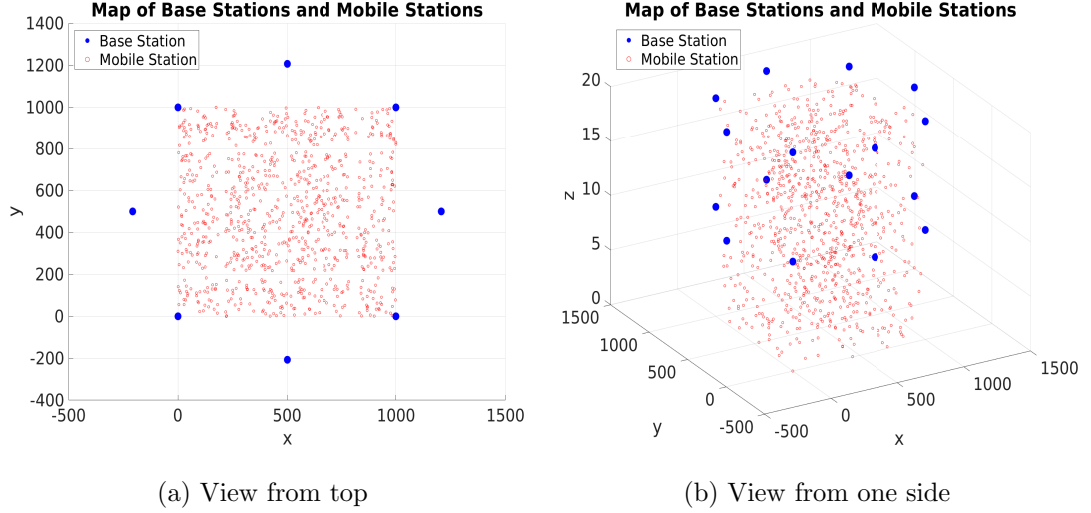 Map of Base Stations and Mobile Stations
Base Station
Mobile Station
1400
1200
1000
800
600
400
200
0
-200
-400
y
-500
0
500
1000
1500
x
(a) View from top
Map of Base Stations and Mobile Stations
Base Station
Mobile Station
20
15
10
5
0
z
1500
1000
500
0
-500
y
-500
0
500
1000
1500
x
(b) View from one side